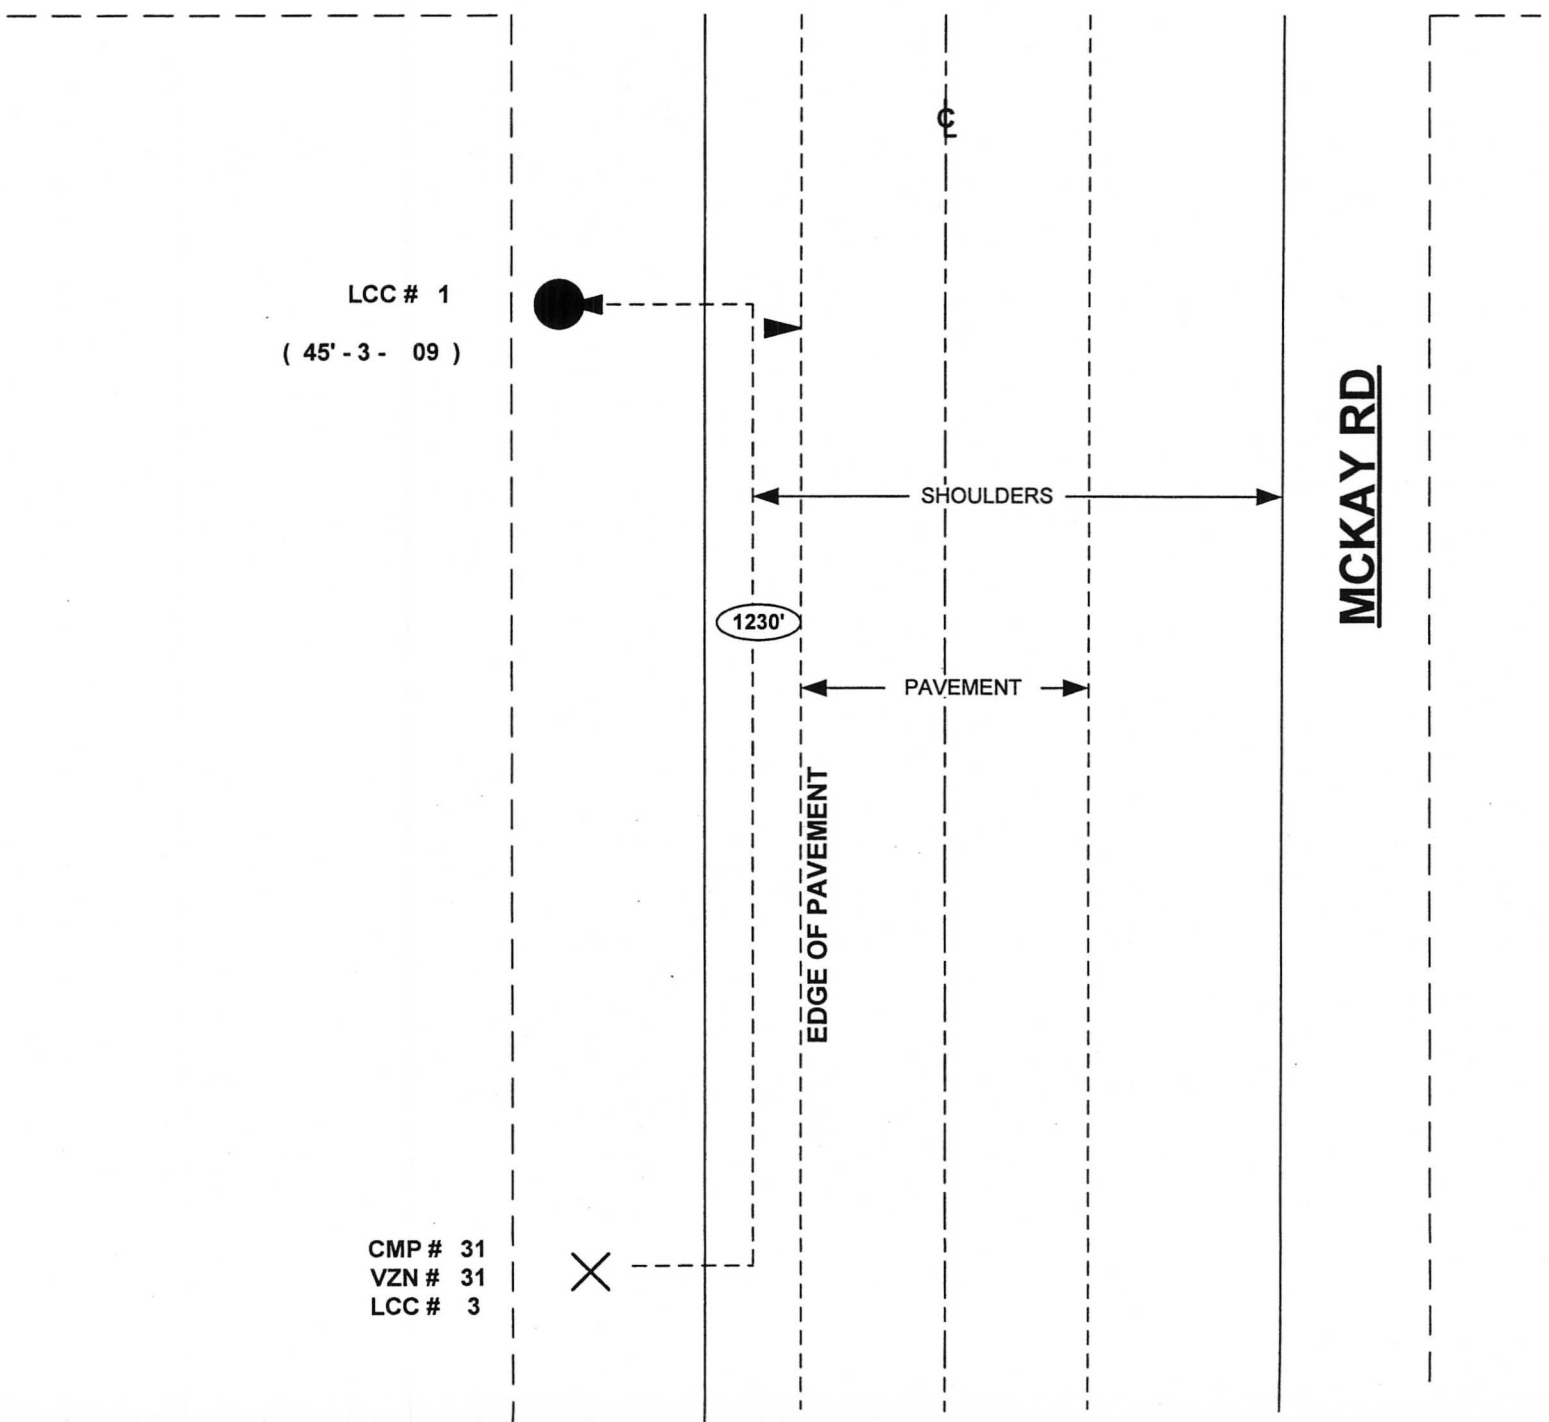 ℄
LCC # 1
( 45' - 3 - 09 )
MCKAY RD
SHOULDERS
1230'
PAVEMENT
EDGE OF PAVEMENT
CMP # 31
VZN # 31
LCC # 3